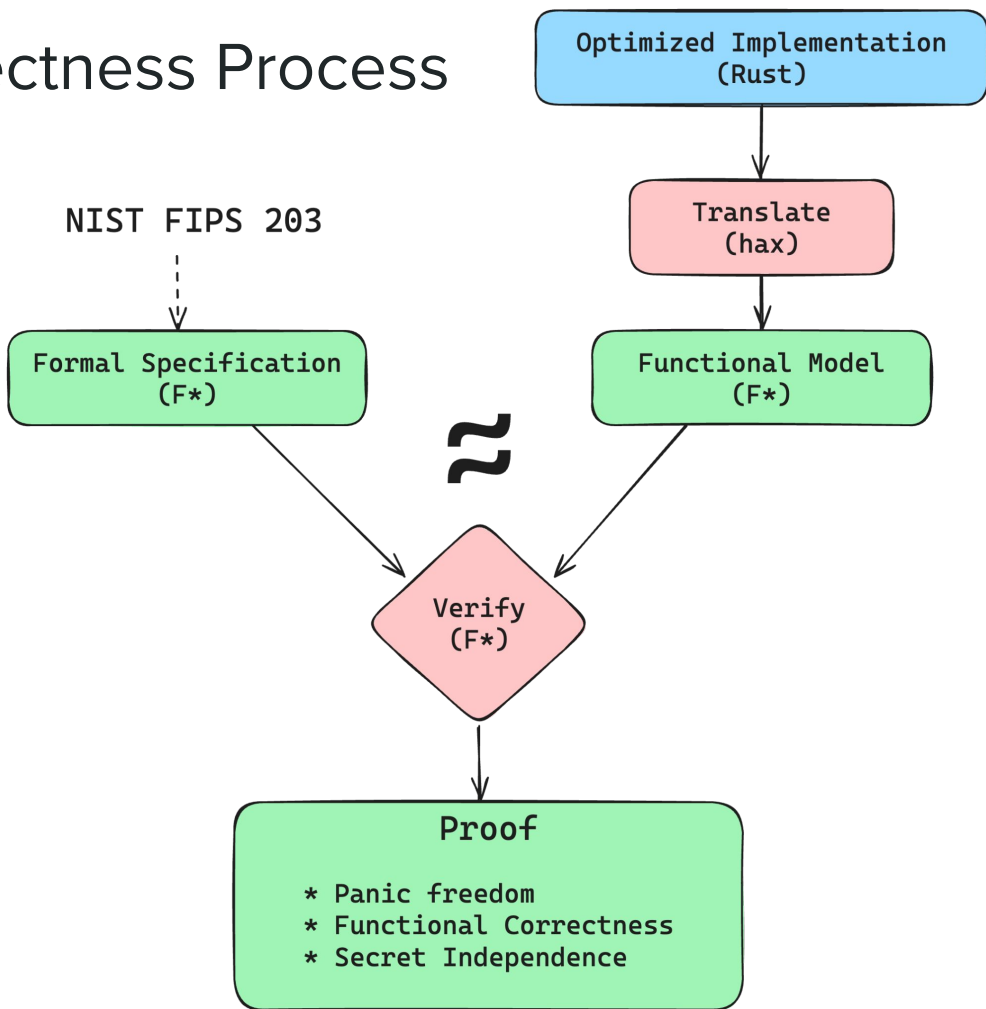 ectness Process
Optimized Implementation
(Rust)
Translate
(hax)
NIST FIPS 203
Formal Specification
(F*)
Functional Model
(F*)
≈
Verify
(F*)
Proof
* Panic freedom
* Functional Correctness
* Secret Independence